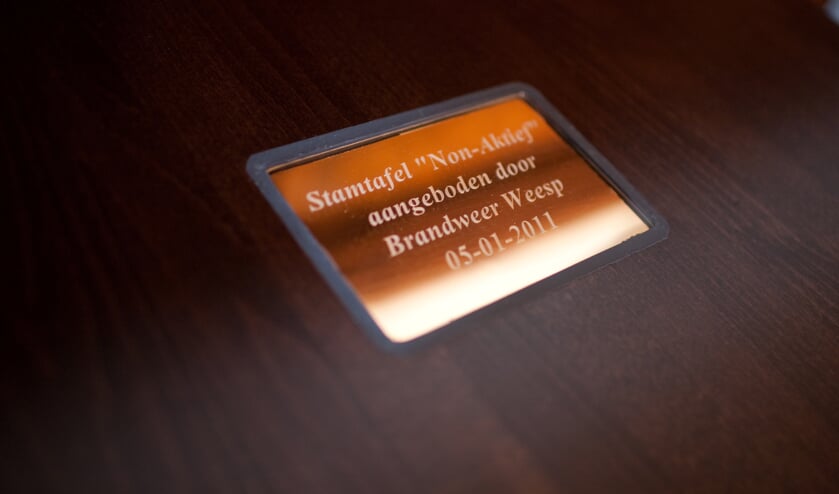 Stamtafel "Non-Aktief"
aangeboden door
Brandweer Weesp
05-01-2011